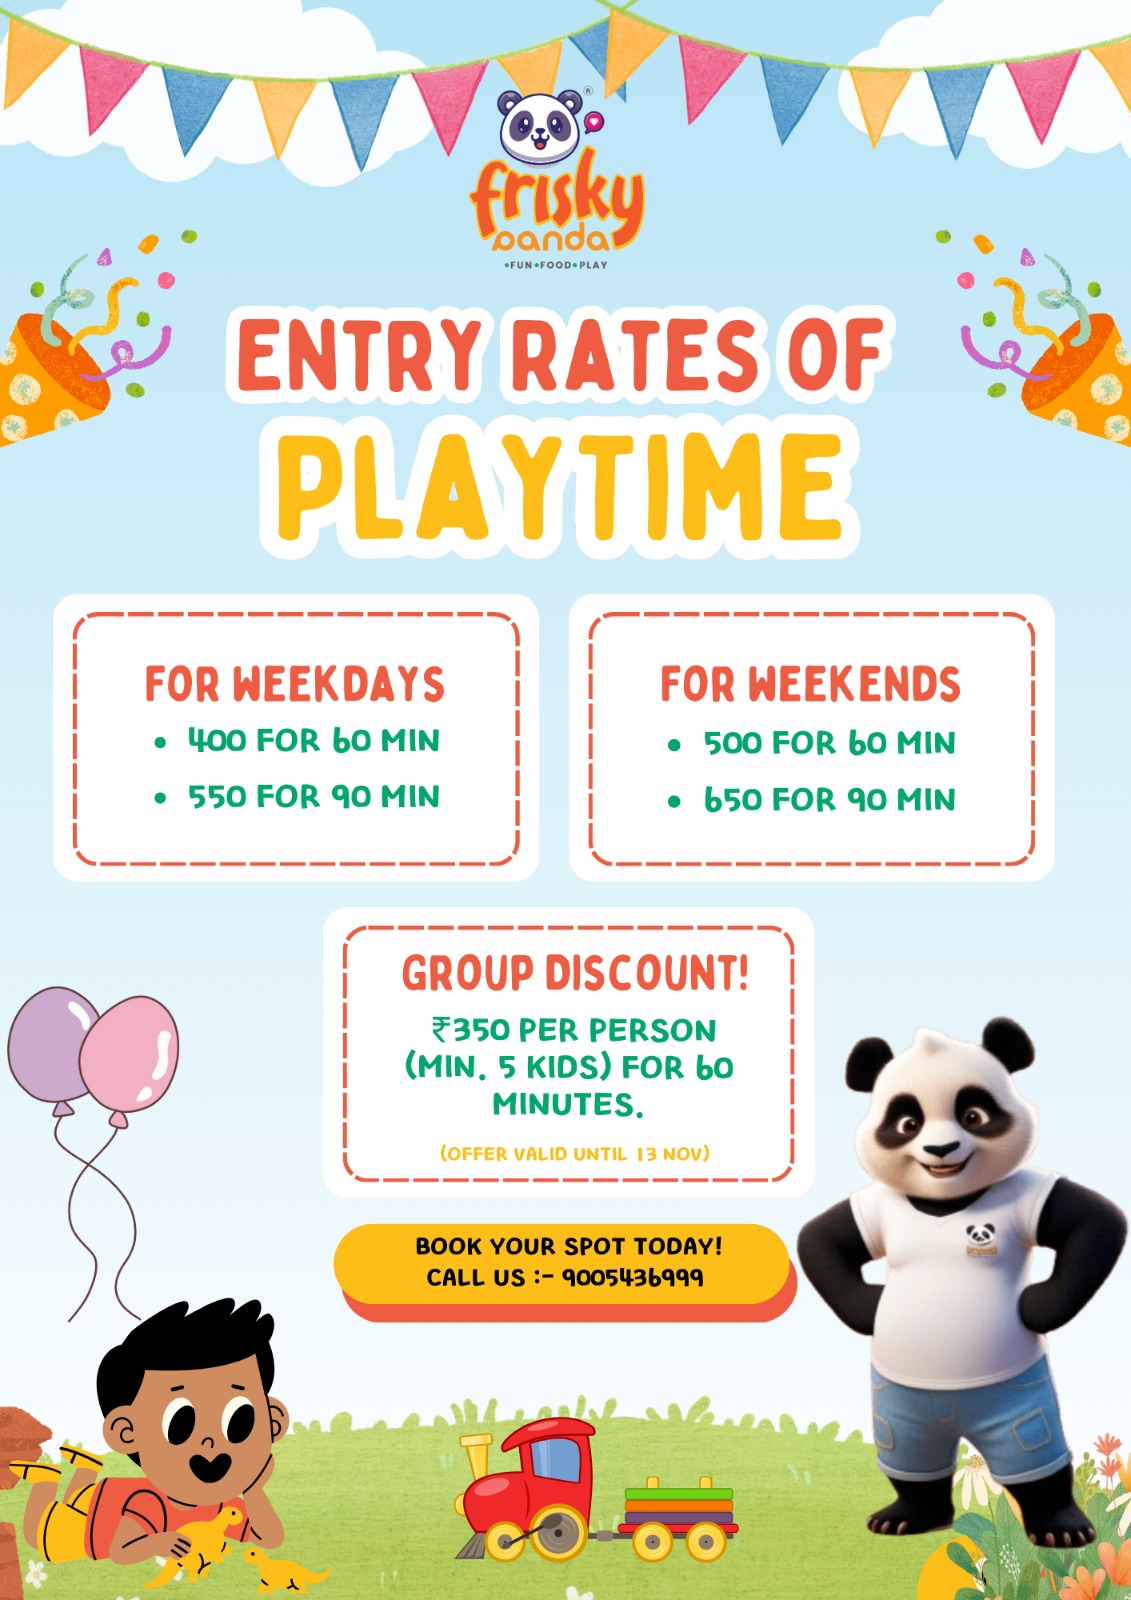 ®
frisky
panda
•FUN•FOOD•PLAY
ENTRY RATES OF
PLAYTIME
FOR WEEKDAYS
• 400 FOR 60 MIN
• 550 FOR 90 MIN
FOR WEEKENDS
• 500 FOR 60 MIN
• 650 FOR 90 MIN
GROUP DISCOUNT!
₹350 PER PERSON
(MIN. 5 KIDS) FOR 60
MINUTES.
(OFFER VALID UNTIL 13 NOV)
BOOK YOUR SPOT TODAY!
CALL US :- 9005436999